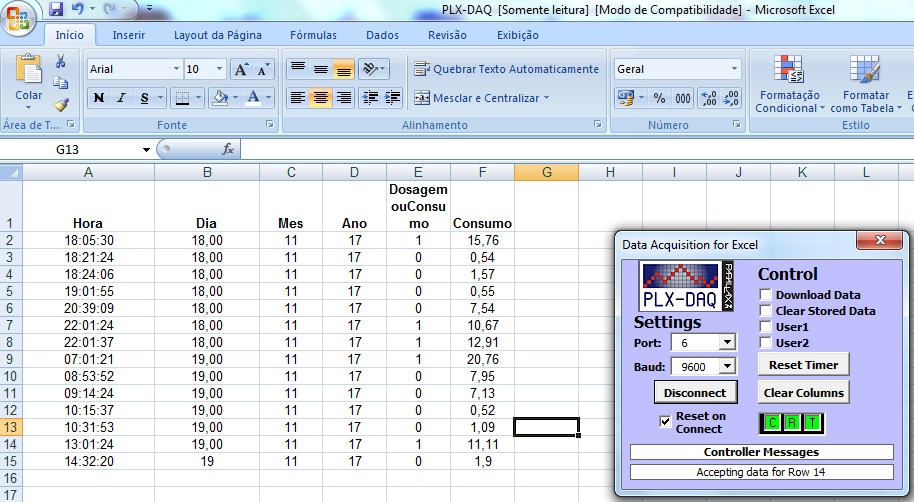 PLX-DAQ [Somente leitura] [Modo de Compatibilidade] - Microsoft Excel
Início Inserir Layout da Página Fórmulas Dados Revisão Exibição
Colar
Área de T...
Arial 10
N I S
Fonte
Quebrar Texto Automaticamente
Mesclar e Centralizar
Alinhamento
Geral
% 000
Número
Formatação Condicional
Formatar como Tabela
Estilo
G13 fx
A B C D E F G H I J K L
1 Hora Dia Mes Ano Dosagem ouConsu mo Consumo
2 18:05:30 18,00 11 17 1 15,76
3 18:21:24 18,00 11 17 0 0,54
4 18:24:06 18,00 11 17 0 1,57
5 19:01:55 18,00 11 17 0 0,55
6 20:39:09 18,00 11 17 0 7,54
7 22:01:24 18,00 11 17 1 10,67
8 22:01:37 18,00 11 17 1 12,91
9 07:01:21 19,00 11 17 1 20,76
10 08:53:52 19,00 11 17 0 7,95
11 09:14:24 19,00 11 17 0 7,13
12 10:15:37 19,00 11 17 0 0,52
13 10:31:53 19,00 11 17 0 1,09
14 13:01:24 19,00 11 17 1 11,11
15 14:32:20 19 11 17 0 1,9
16
17
Data Acquisition for Excel
PLX-DAQ
PARALLAX
Settings
Port: 6
Baud: 9600
Disconnect
Reset on Connect
Control
Download Data
Clear Stored Data
User1
User2
Reset Timer
Clear Columns
C R T
Controller Messages
Accepting data for Row 14